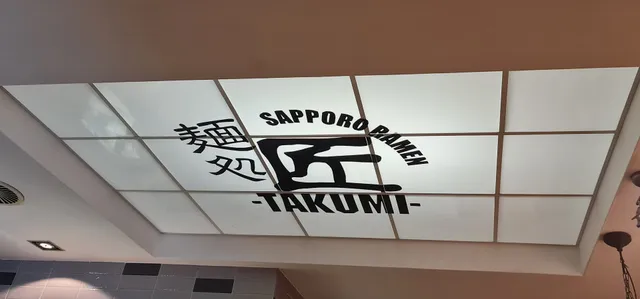 麺処
SAPPORO RAMEN
匠
-TAKUMI-